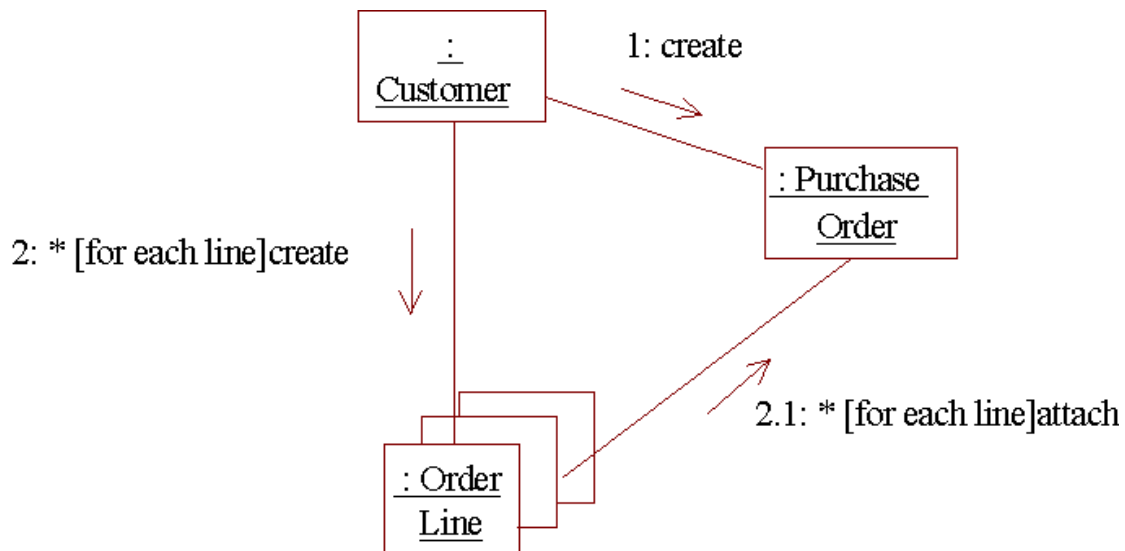 :
Customer
1: create
: Purchase
Order
2: * [for each line]create
2.1: * [for each line]attach
: Order
Line